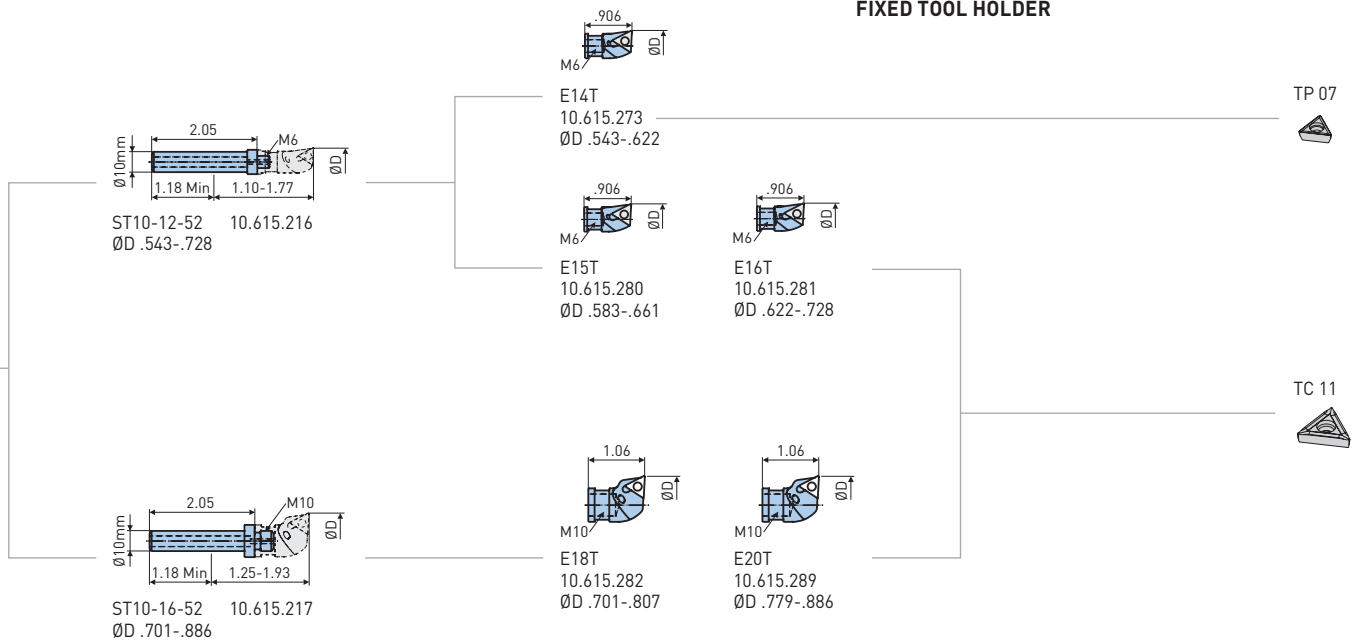 FIXED TOOL HOLDER
.906
ØD
M6
E14T
10.615.273
ØD .543-.622
TP 07
2.05
M6
Ø10mm
ØD
1.18 Min 1.10-1.77
ST10-12-52 10.615.216
ØD .543-.728
.906
ØD
M6
E15T
10.615.280
ØD .583-.661
.906
ØD
M6
E16T
10.615.281
ØD .622-.728
TC 11
2.05
M10
Ø10mm
ØD
1.18 Min 1.25-1.93
ST10-16-52 10.615.217
ØD .701-.886
1.06
ØD
M10
E18T
10.615.282
ØD .701-.807
1.06
ØD
M10
E20T
10.615.289
ØD .779-.886